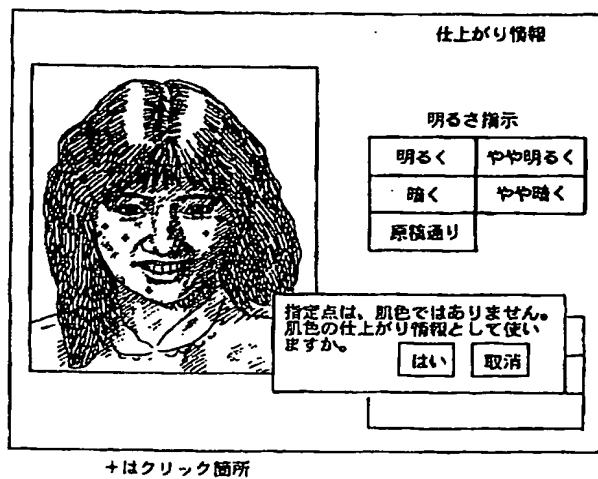 仕上がり情報
明るさ指示
明るく やや明るく
暗く やや暗く
原稿通り
指定点は、肌色ではありません。
肌色の仕上がり情報として使い
ますか。
はい 取消
+はクリック箇所